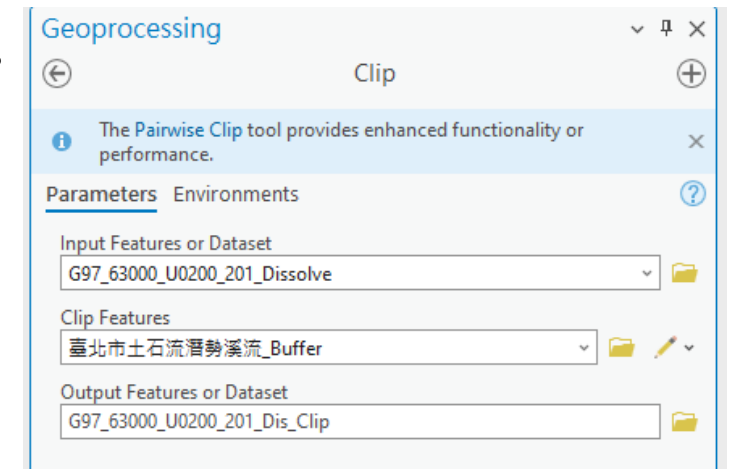 Geoprocessing
Clip
The Pairwise Clip tool provides enhanced functionality or
performance.
Parameters Environments
Input Features or Dataset
G97_63000_U0200_201_Dissolve
Clip Features
臺北市土石流潛勢溪流_Buffer
Output Features or Dataset
G97_63000_U0200_201_Dis_Clip